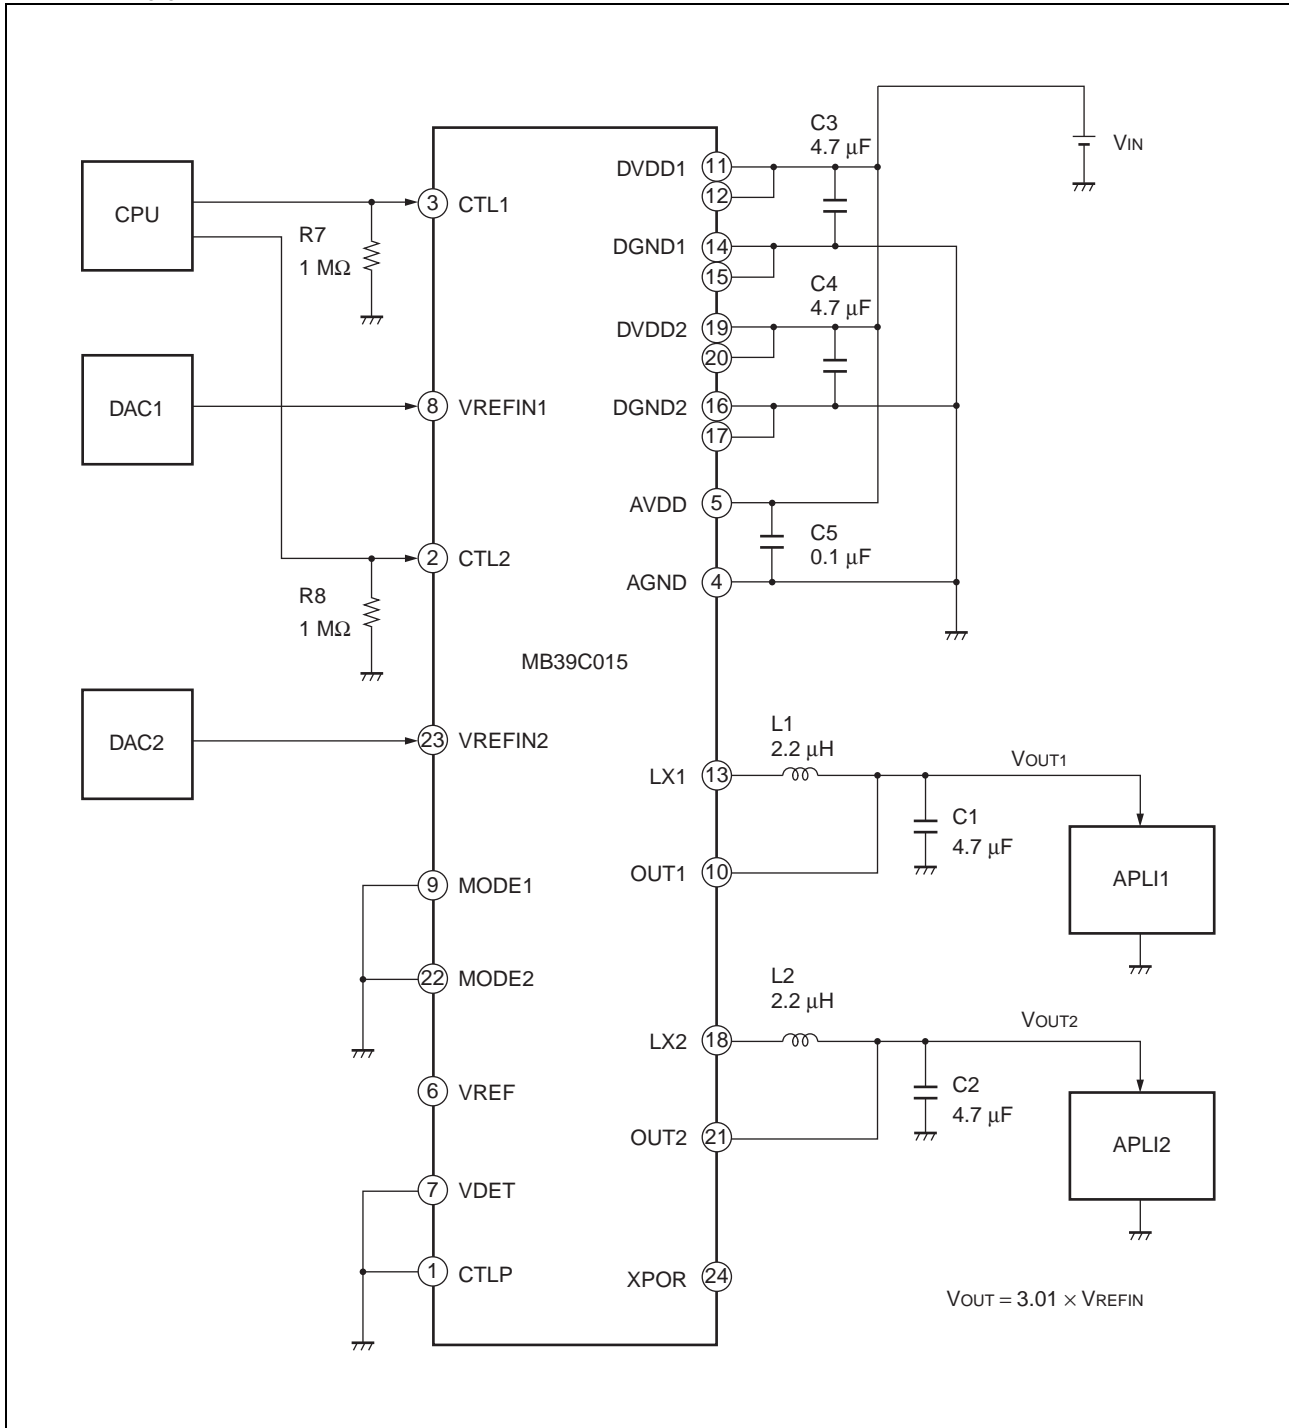 C3
4.7 μF
VIN
DVDD1
11
12
CPU
3
CTL1
R7
1 MΩ
DGND1
14
15
C4
4.7 μF
DVDD2
19
20
DAC1
8
VREFIN1
DGND2
16
17
AVDD
5
C5
0.1 μF
2
CTL2
AGND
4
R8
1 MΩ
MB39C015
DAC2
23
VREFIN2
L1
2.2 μH
LX1
13
VOUT1
C1
4.7 μF
OUT1
10
APLI1
9
MODE1
22
MODE2
L2
2.2 μH
LX2
18
VOUT2
C2
4.7 μF
6
VREF
OUT2
21
APLI2
7
VDET
1
CTLP
XPOR
24
VOUT = 3.01 × VREFIN